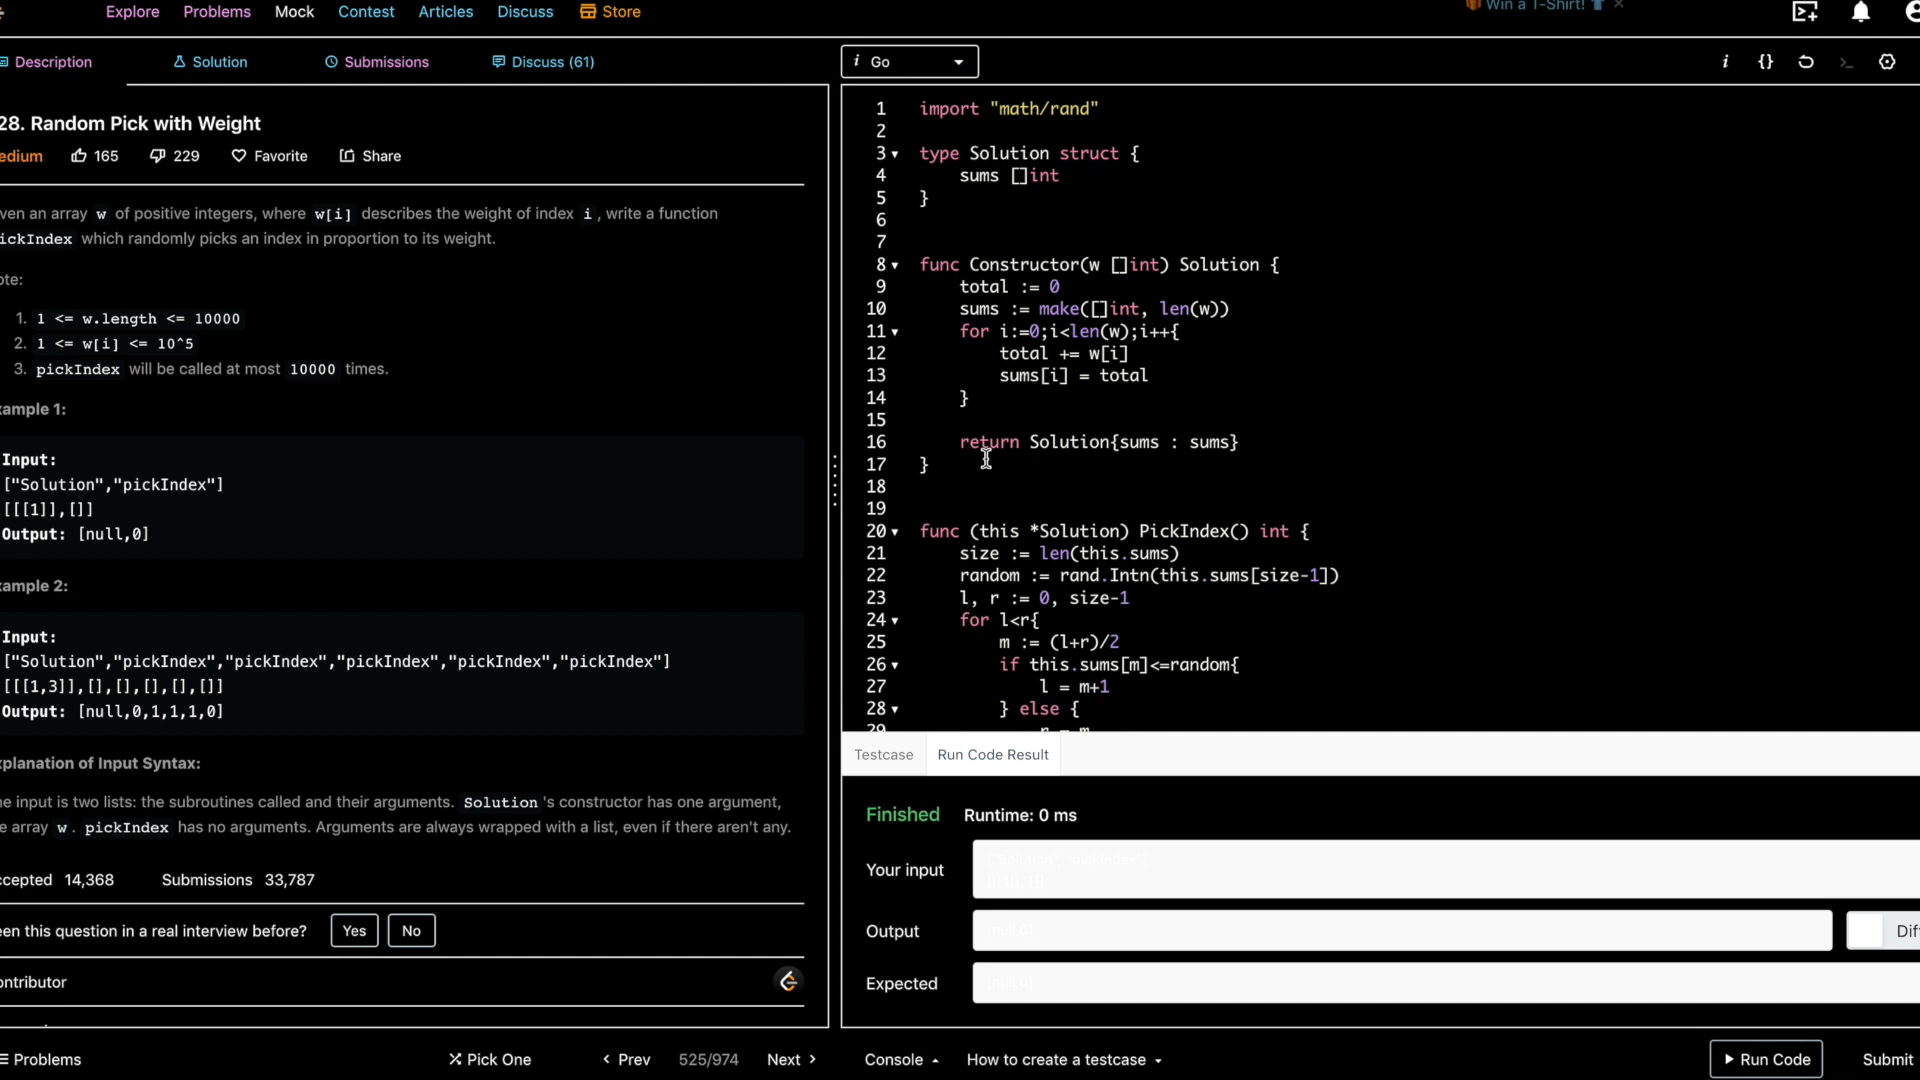 Explore Problems Mock Contest Articles Discuss Store
Win a T-Shirt!
Description Solution Submissions Discuss (61)
28. Random Pick with Weight
edium 165 229 Favorite Share
ven an array w of positive integers, where w[i] describes the weight of index i, write a function
ickIndex which randomly picks an index in proportion to its weight.
ote:
1. 1 <= w.length <= 10000
2. 1 <= w[i] <= 10^5
3. pickIndex will be called at most 10000 times.
ample 1:
Input:
["Solution","pickIndex"]
[[[1]],[]]
Output: [null,0]
ample 2:
Input:
["Solution","pickIndex","pickIndex","pickIndex","pickIndex","pickIndex"]
[[[1,3]],[],[],[],[],[]]
Output: [null,0,1,1,1,0]
planation of Input Syntax:
ne input is two lists: the subroutines called and their arguments. Solution's constructor has one argument,
e array w. pickIndex has no arguments. Arguments are always wrapped with a list, even if there aren't any.
ccepted 14,368 Submissions 33,787
en this question in a real interview before? Yes No
ontributor
Problems Pick One Prev 525/974 Next
i Go
i {}
1 import "math/rand"
2
3 type Solution struct {
4 sums []int
5 }
6
7
8 func Constructor(w []int) Solution {
9 total := 0
10 sums := make([]int, len(w))
11 for i:=0;i<len(w);i++{
12 total += w[i]
13 sums[i] = total
14 }
15
16 return Solution{sums : sums}
17 }
18
19
20 func (this *Solution) PickIndex() int {
21 size := len(this.sums)
22 random := rand.Intn(this.sums[size-1])
23 l, r := 0, size-1
24 for l<r{
25 m := (l+r)/2
26 if this.sums[m]<=random{
27 l = m+1
28 } else {
29 r = m
Testcase Run Code Result
Finished Runtime: 0 ms
Your input
Output
Dif
Expected
Console How to create a testcase Run Code Submit